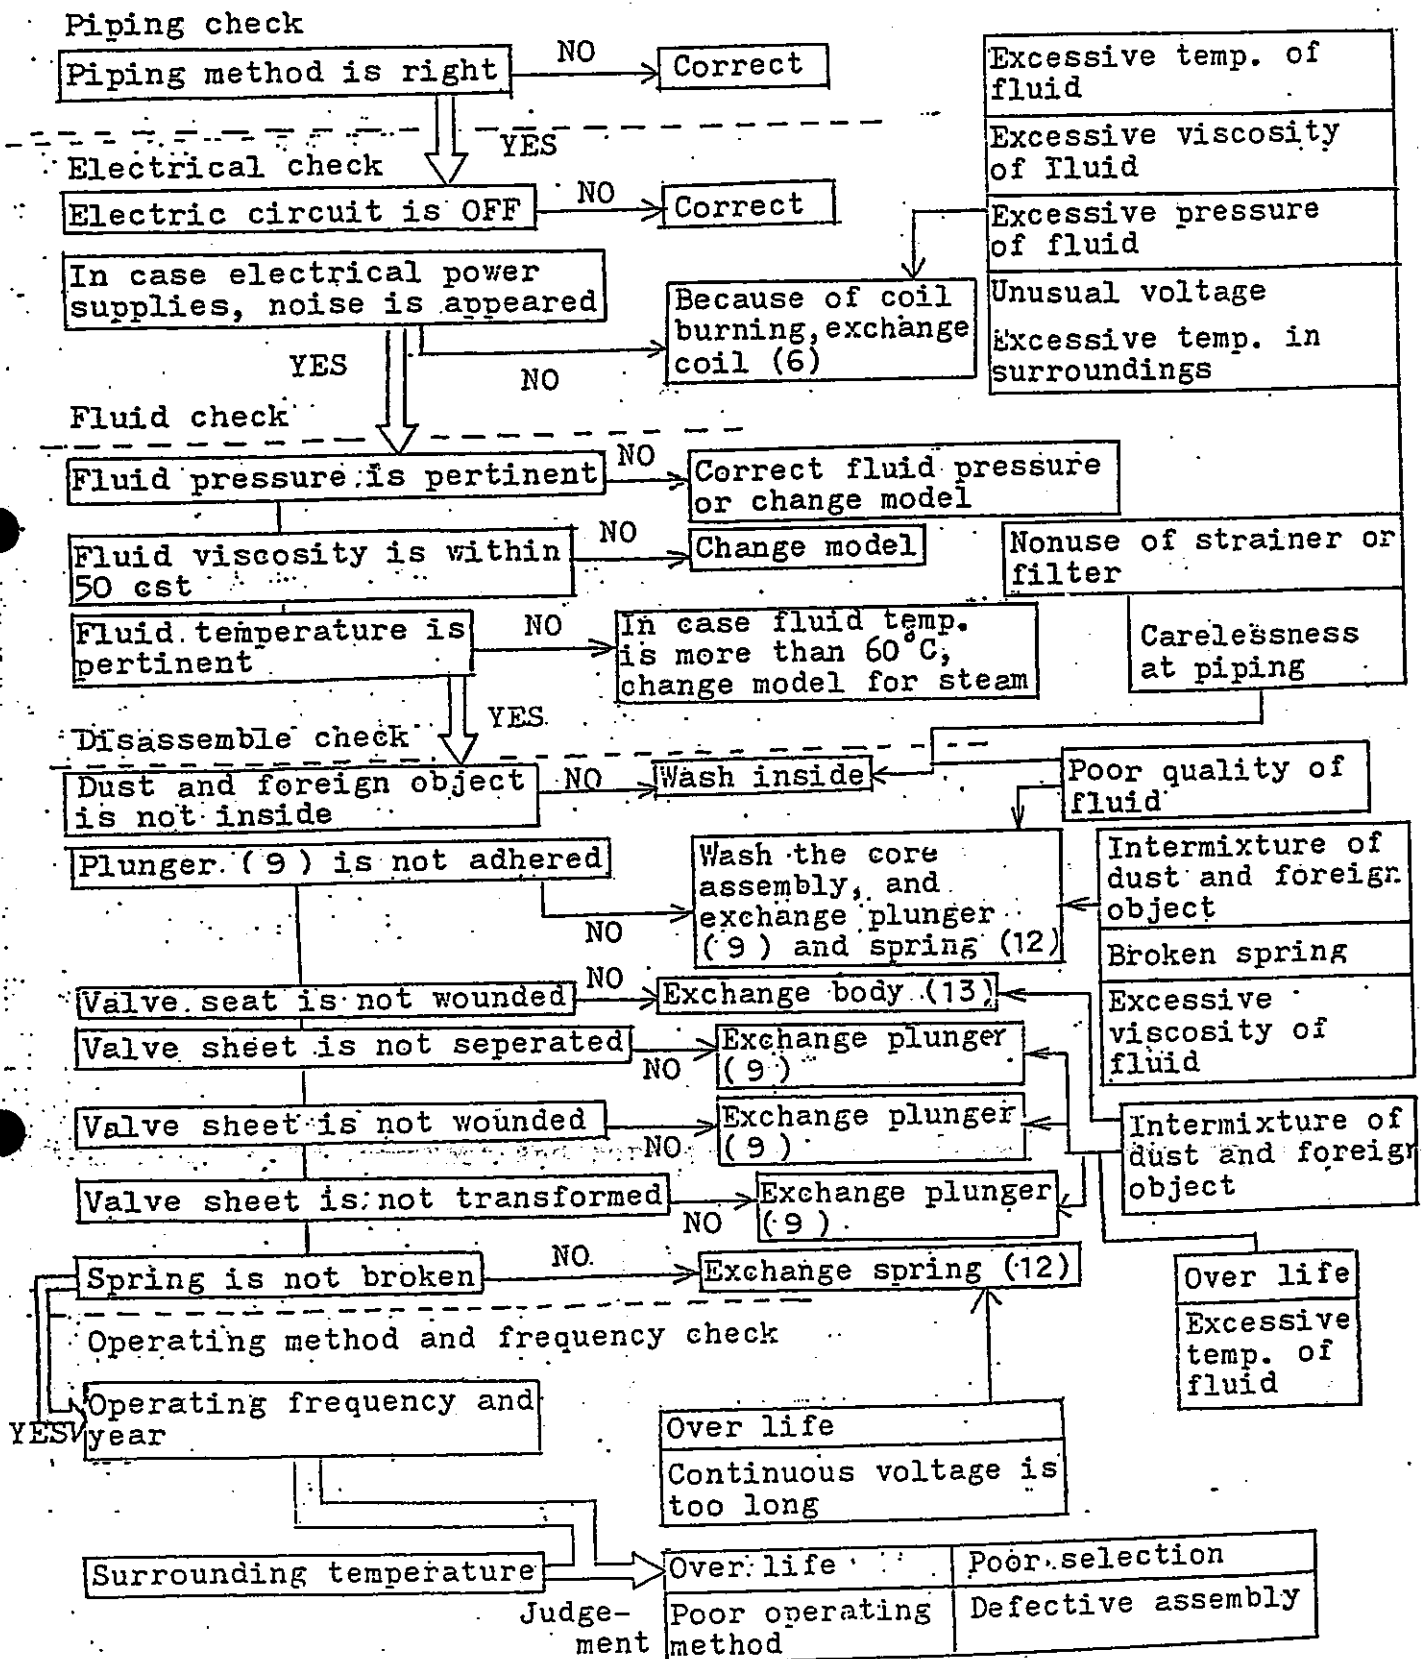 Piping check
Piping method is right
NO
Correct
YES
Electrical check
Electric circuit is OFF
NO
Correct
In case electrical power
supplies, noise is appeared
YES
NO
Because of coil
burning, exchange
coil (6)
Excessive temp. of
fluid
Excessive viscosity
of fluid
Excessive pressure
of fluid
Unusual voltage
Excessive temp. in
surroundings
Fluid check
Fluid pressure is pertinent
NO
Correct fluid pressure
or change model
Fluid viscosity is within
50 cst
NO
Change model
Fluid temperature is
pertinent
NO
In case fluid temp.
is more than 60°C,
change model for steam
YES
Nonuse of strainer or
filter
Carelessness
at piping
Disassemble check
Dust and foreign object
is not inside
NO
Wash inside
Poor quality of
fluid
Plunger (9) is not adhered
NO
Wash the core
assembly, and
exchange plunger
(9) and spring (12)
Intermixture of
dust and foreign
object
Broken spring
Excessive
viscosity of
fluid
Valve seat is not wounded
NO
Exchange body (13)
Valve sheet is not seperated
NO
Exchange plunger
(9)
Valve sheet is not wounded
NO
Exchange plunger
(9)
Intermixture of
dust and foreign
object
Valve sheet is not transformed
NO
Exchange plunger
(9)
Spring is not broken
NO
Exchange spring (12)
Over life
Excessive
temp. of
fluid
Operating method and frequency check
YES
Operating frequency and
year
Over life
Continuous voltage is
too long
Surrounding temperature
Judge-
ment
Over life
Poor selection
Poor operating
method
Defective assembly